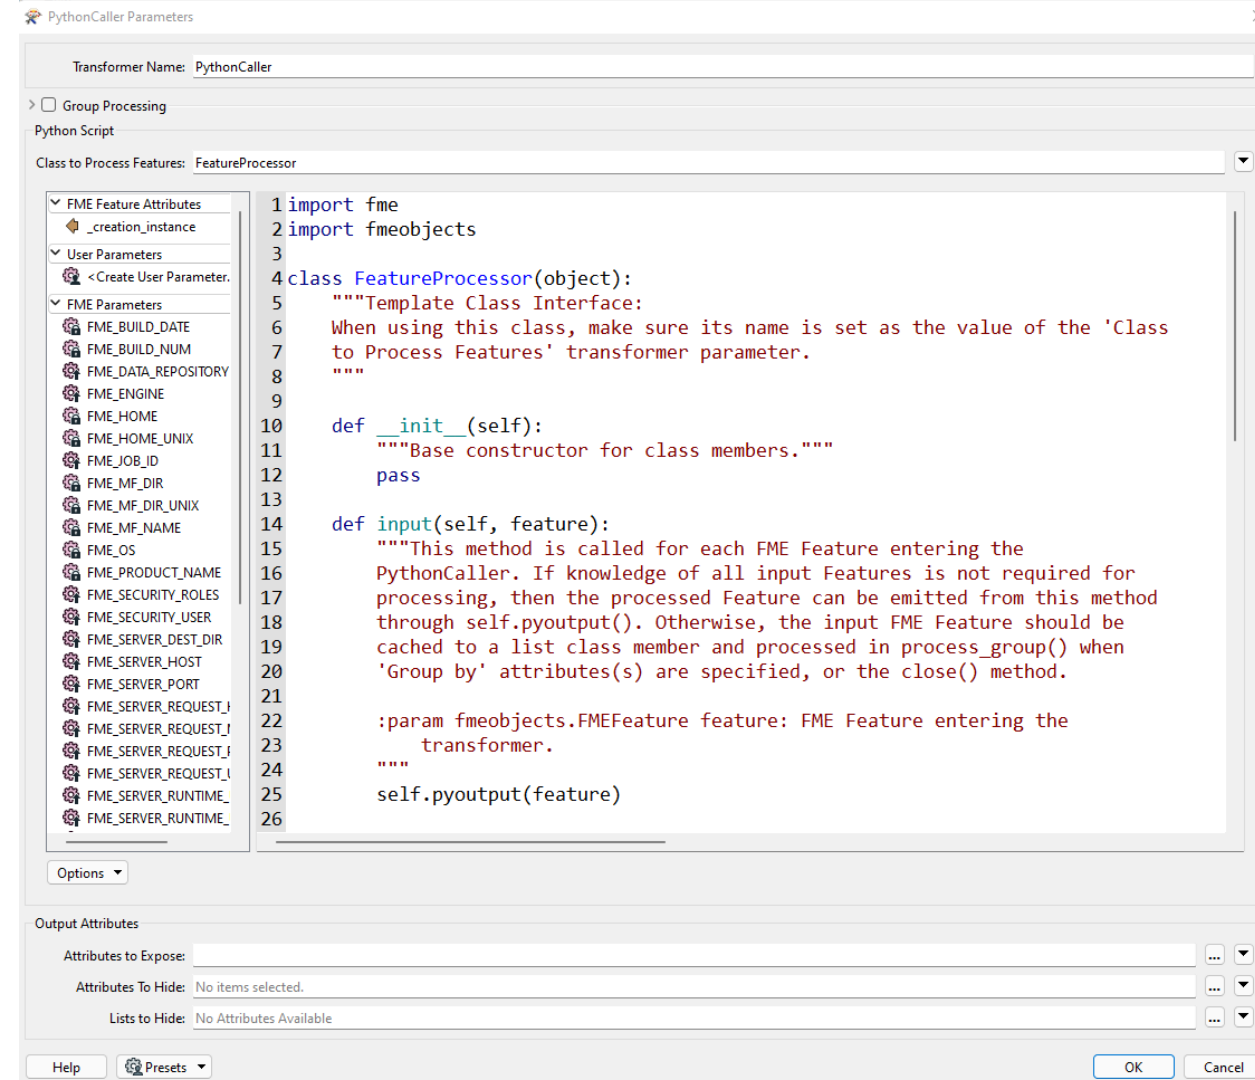 PythonCaller Parameters
Transformer Name: PythonCaller
Group Processing
Python Script
Class to Process Features: FeatureProcessor
FME Feature Attributes
_creation_instance
User Parameters
<Create User Parameter.
FME Parameters
FME_BUILD_DATE
FME_BUILD_NUM
FME_DATA_REPOSITORY
FME_ENGINE
FME_HOME
FME_HOME_UNIX
FME_JOB_ID
FME_MF_DIR
FME_MF_DIR_UNIX
FME_MF_NAME
FME_OS
FME_PRODUCT_NAME
FME_SECURITY_ROLES
FME_SECURITY_USER
FME_SERVER_DEST_DIR
FME_SERVER_HOST
FME_SERVER_PORT
FME_SERVER_REQUEST_
FME_SERVER_REQUEST_
FME_SERVER_REQUEST_
FME_SERVER_REQUEST_
FME_SERVER_RUNTIME_
FME_SERVER_RUNTIME_
1 import fme
2 import fmeobjects
3
4 class FeatureProcessor(object):
5 """Template Class Interface:
6 When using this class, make sure its name is set as the value of the 'Class
7 to Process Features' transformer parameter.
8 """
9
10 def __init__(self):
11 """Base constructor for class members."""
12 pass
13
14 def input(self, feature):
15 """This method is called for each FME Feature entering the
16 PythonCaller. If knowledge of all input Features is not required for
17 processing, then the processed Feature can be emitted from this method
18 through self.pyoutput(). Otherwise, the input FME Feature should be
19 cached to a list class member and processed in process_group() when
20 'Group by' attributes(s) are specified, or the close() method.
21
22 :param fmeobjects.FMEFeature feature: FME Feature entering the
23 transformer.
24 """
25 self.pyoutput(feature)
26
Options
Output Attributes
Attributes to Expose:
...
Attributes To Hide: No items selected.
...
Lists to Hide: No Attributes Available
...
Help
Presets
OK
Cancel